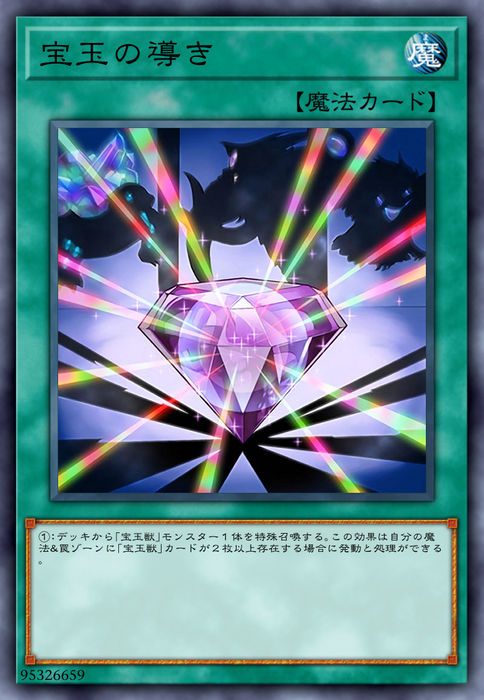 宝玉の導き
魔
【魔法カード】
①:デッキから「宝玉獣」モンスター1体を特殊召喚する。この効果は自分の魔
法&罠ゾーンに「宝玉獣」カードが2枚以上存在する場合に発動と処理ができる
。
95326659